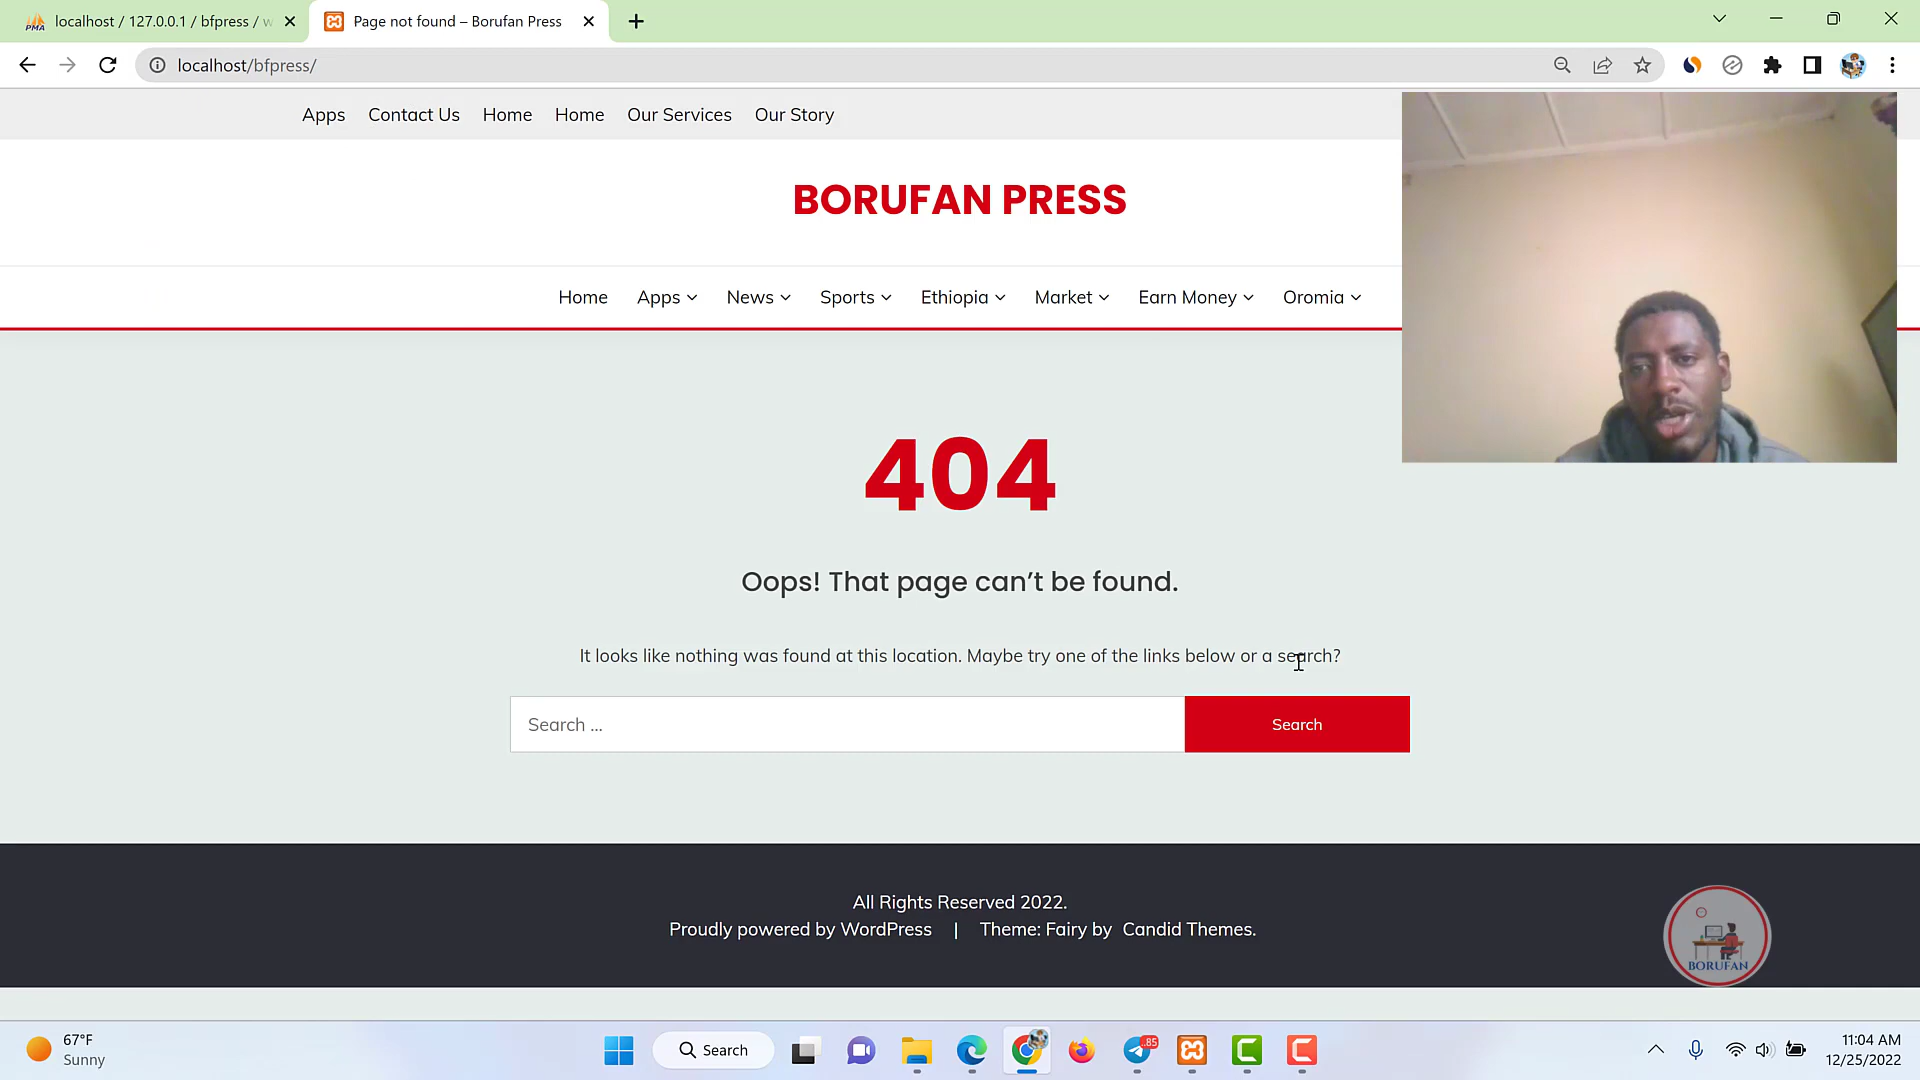 localhost / 127.0.0.1 / bfpress / w
Page not found – Borufan Press
localhost/bfpress/
Apps Contact Us Home Home Our Services Our Story
BORUFAN PRESS
Home Apps News Sports Ethiopia Market Earn Money Oromia
404
Oops! That page can’t be found.
It looks like nothing was found at this location. Maybe try one of the links below or a search?
Search ...
Search
All Rights Reserved 2022.
Proudly powered by WordPress | Theme: Fairy by Candid Themes.
BORUFAN
67°F
Sunny
Search
85
11:04 AM
12/25/2022
PMA